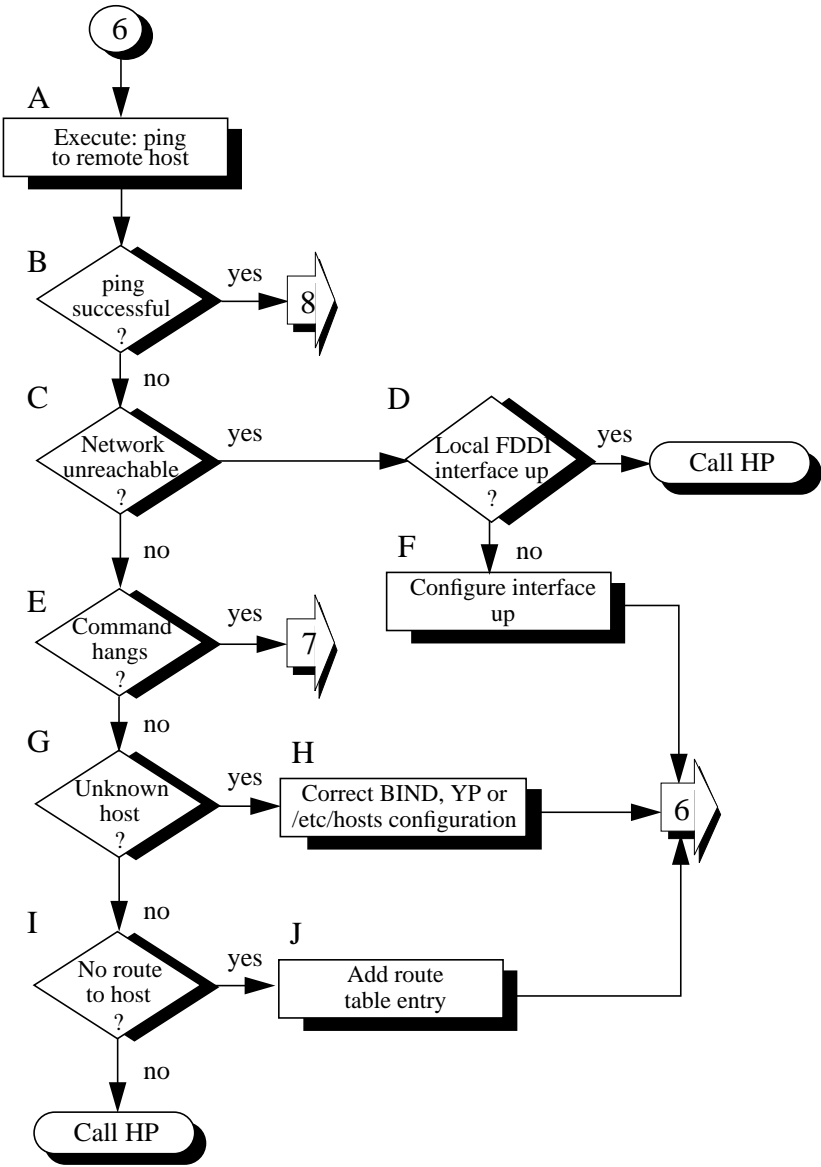 6
A
Execute: ping
to remote host
B
ping
successful
?
yes
8
no
C
Network
unreachable
?
yes
D
Local FDDI
interface up
?
yes
Call HP
no
no
F
Configure interface
up
E
Command
hangs
?
yes
7
no
G
Unknown
host
?
yes
H
Correct BIND, YP or
/etc/hosts configuration
6
no
I
No route
to host
?
yes
J
Add route
table entry
no
Call HP